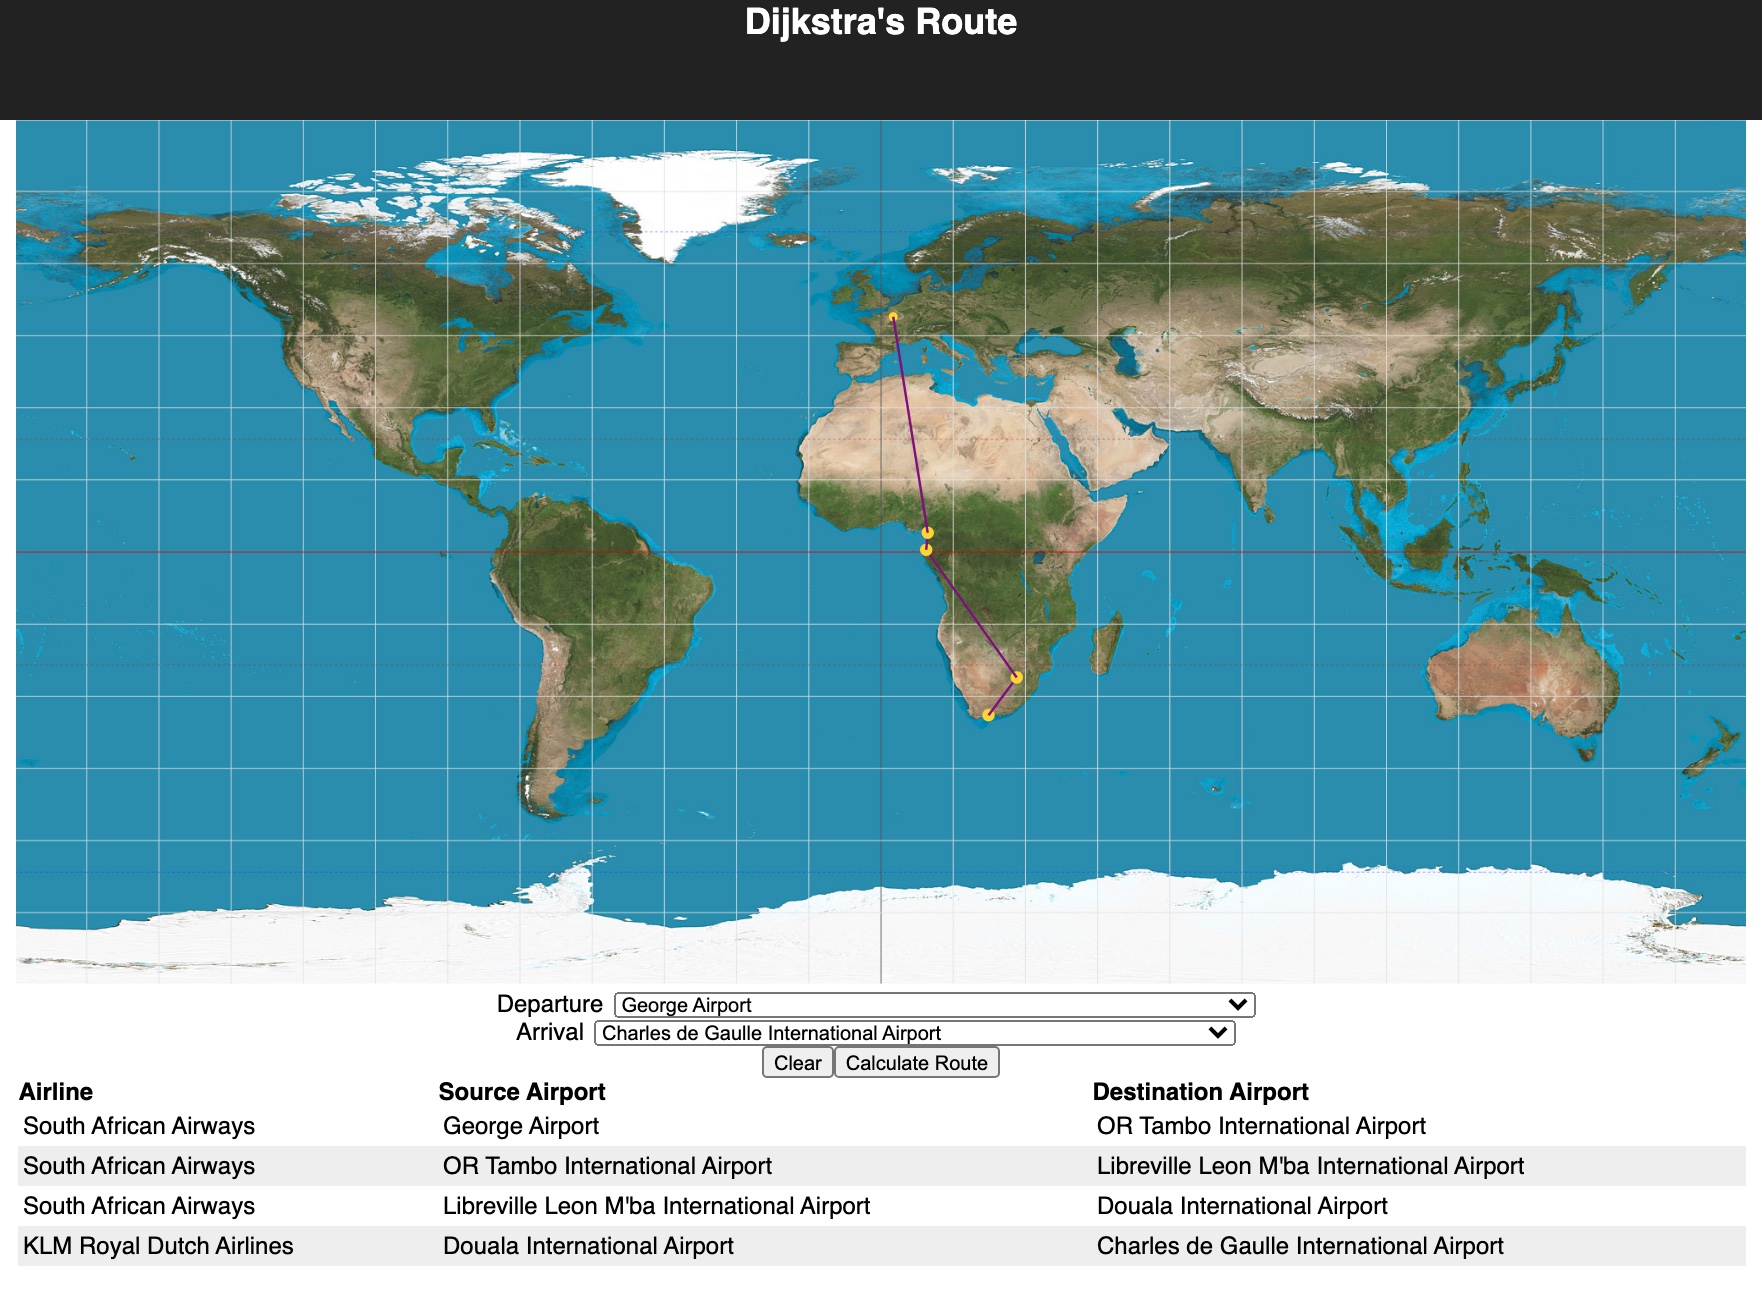 Dijkstra's Route
Departure George Airport
Arrival Charles de Gaulle International Airport
Clear Calculate Route
Airline Source Airport Destination Airport
South African Airways George Airport OR Tambo International Airport
South African Airways OR Tambo International Airport Libreville Leon M'ba International Airport
South African Airways Libreville Leon M'ba International Airport Douala International Airport
KLM Royal Dutch Airlines Douala International Airport Charles de Gaulle International Airport